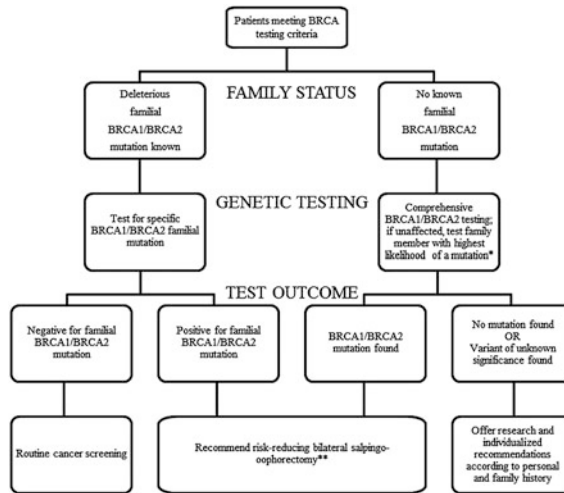 Patients meeting BRCA
testing criteria
FAMILY STATUS
Deleterious
familial
BRCA1/BRCA2
mutation known
No known
familial
BRCA1/BRCA2
mutation
GENETIC TESTING
Test for specific
BRCA1/BRCA2 familial
mutation
Comprehensive
BRCA1/BRCA2 testing;
if unaffected, test family
member with highest
likelihood of a mutation*
TEST OUTCOME
Negative for familial
BRCA1/BRCA2
mutation
Positive for familial
BRCA1/BRCA2
mutation
BRCA1/BRCA2
mutation found
No mutation found
OR
Variant of unknown
significance found
Routine cancer screening
Recommend risk-reducing bilateral salpingo-
oophorectomy**
Offer research and
individualized
recommendations
according to personal
and family history